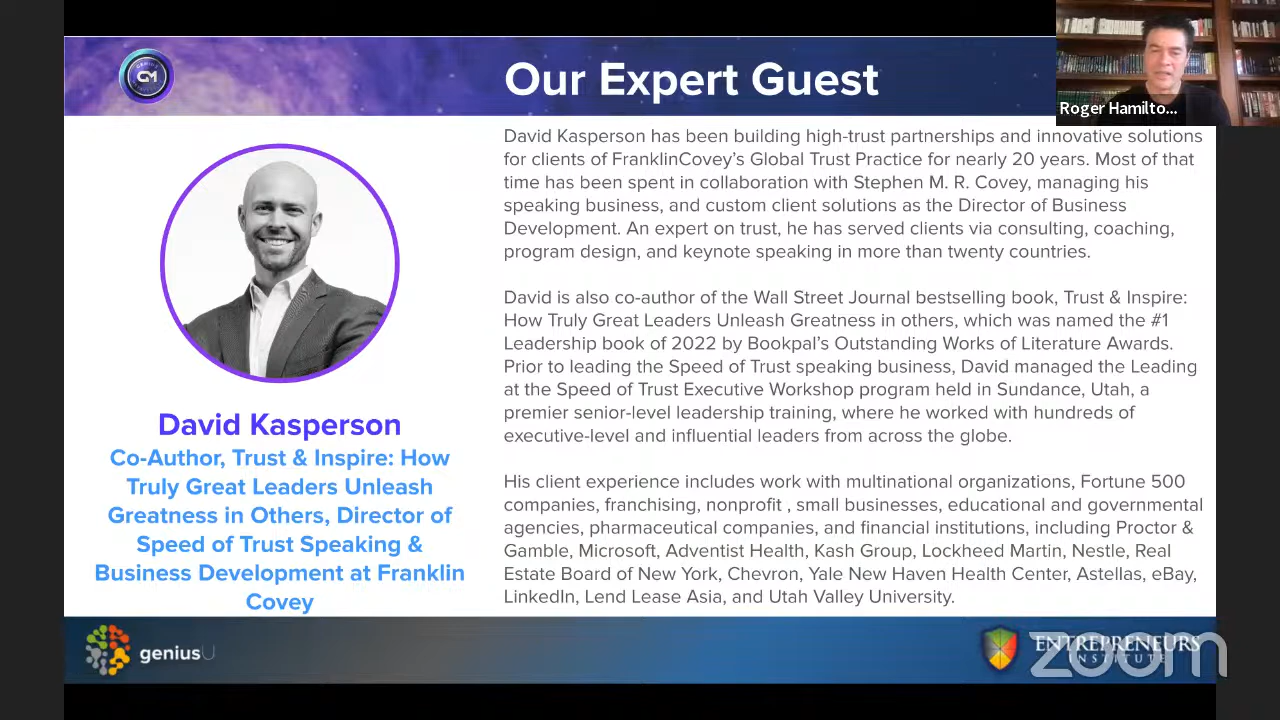 Our Expert Guest
Roger Hamilto...
David Kasperson has been building high-trust partnerships and innovative solutions
for clients of FranklinCovey's Global Trust Practice for nearly 20 years. Most of that
time has been spent in collaboration with Stephen M. R. Covey, managing his
speaking business, and custom client solutions as the Director of Business
Development. An expert on trust, he has served clients via consulting, coaching,
program design, and keynote speaking in more than twenty countries.
David is also co-author of the Wall Street Journal bestselling book, Trust & Inspire:
How Truly Great Leaders Unleash Greatness in others, which was named the #1
Leadership book of 2022 by Bookpal's Outstanding Works of Literature Awards.
Prior to leading the Speed of Trust speaking business, David managed the Leading
at the Speed of Trust Executive Workshop program held in Sundance, Utah, a
premier senior-level leadership training, where he worked with hundreds of
executive-level and influential leaders from across the globe.
His client experience includes work with multinational organizations, Fortune 500
companies, franchising, nonprofit , small businesses, educational and governmental
agencies, pharmaceutical companies, and financial institutions, including Proctor &
Gamble, Microsoft, Adventist Health, Kash Group, Lockheed Martin, Nestle, Real
Estate Board of New York, Chevron, Yale New Haven Health Center, Astellas, eBay,
LinkedIn, Lend Lease Asia, and Utah Valley University.
David Kasperson
Co-Author, Trust & Inspire: How
Truly Great Leaders Unleash
Greatness in Others, Director of
Speed of Trust Speaking &
Business Development at Franklin
Covey
geniusU
ENTREPRENEURS
INSTITUTE
zoom